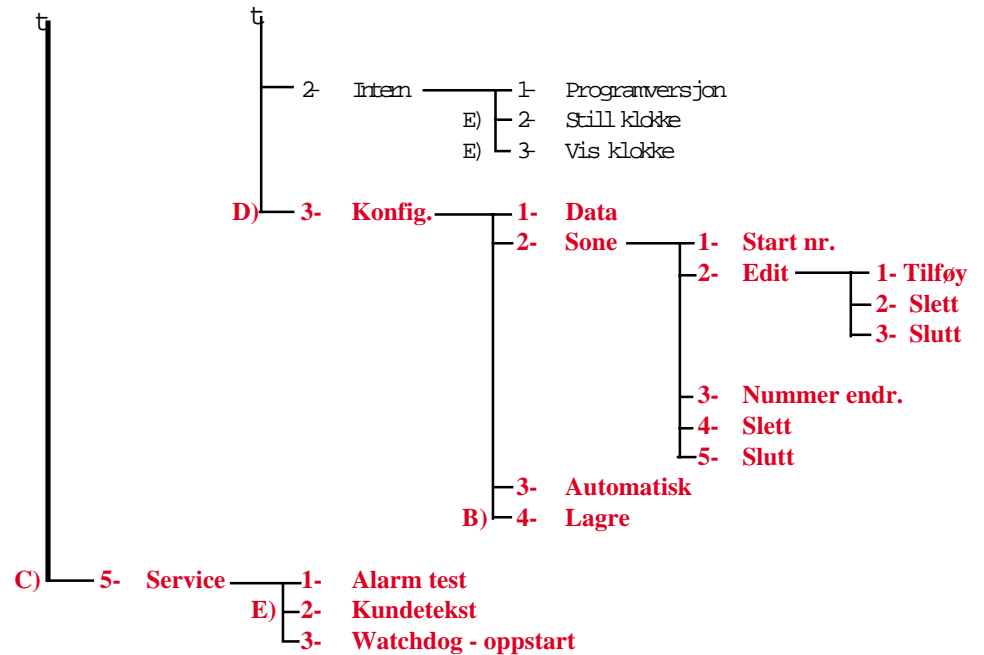 t t
2- Intern 1- Programversjon
E) 2- Still klokke
E) 3- Vis klokke
D) 3- Konfig. 1- Data
2- Sone 1- Start nr.
2- Edit 1- Tilføy
2- Slett
3- Slutt
3- Nummer endr.
4- Slett
5- Slutt
3- Automatisk
B) 4- Lagre
C) 5- Service 1- Alarm test
E) 2- Kundetekst
3- Watchdog - oppstart